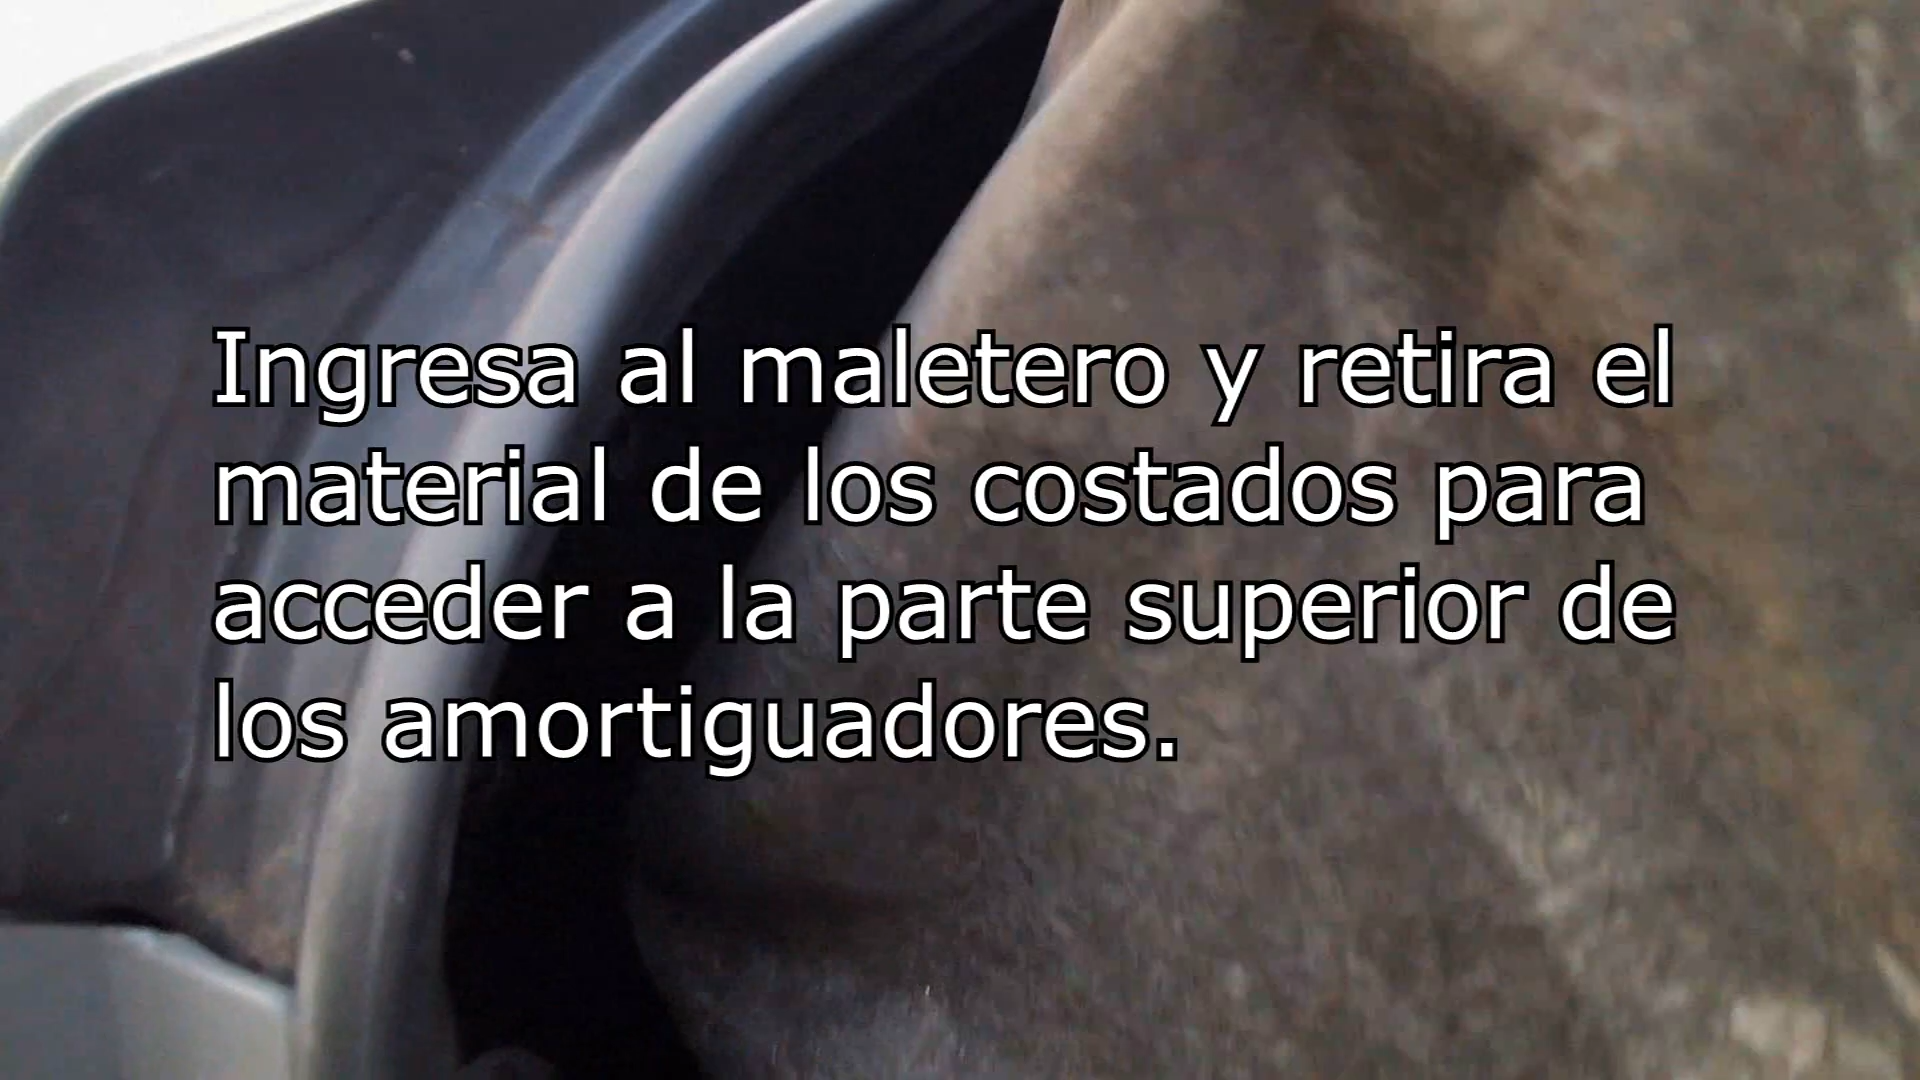 Ingresa al maletero y retira el
material de los costados para
acceder a la parte superior de
los amortiguadores.